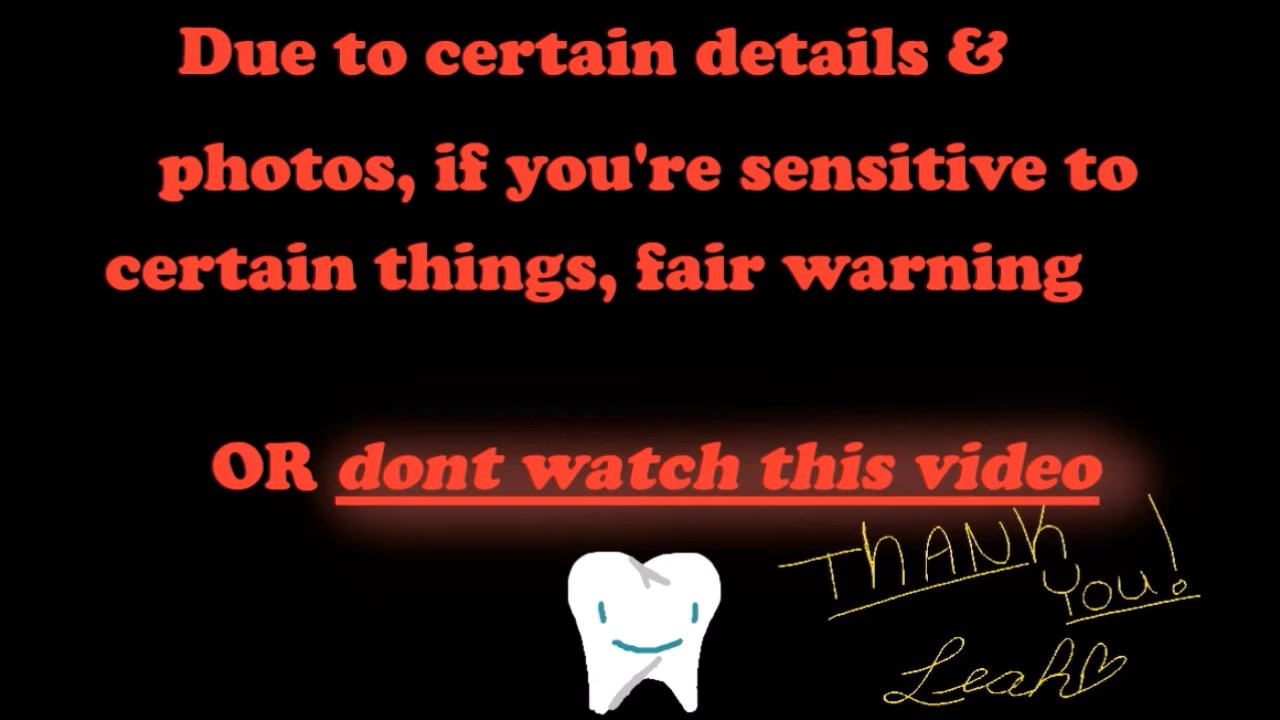 Due to certain details &
photos, if you're sensitive to
certain things, fair warning
OR dont watch this video
THANK
You!
Leah